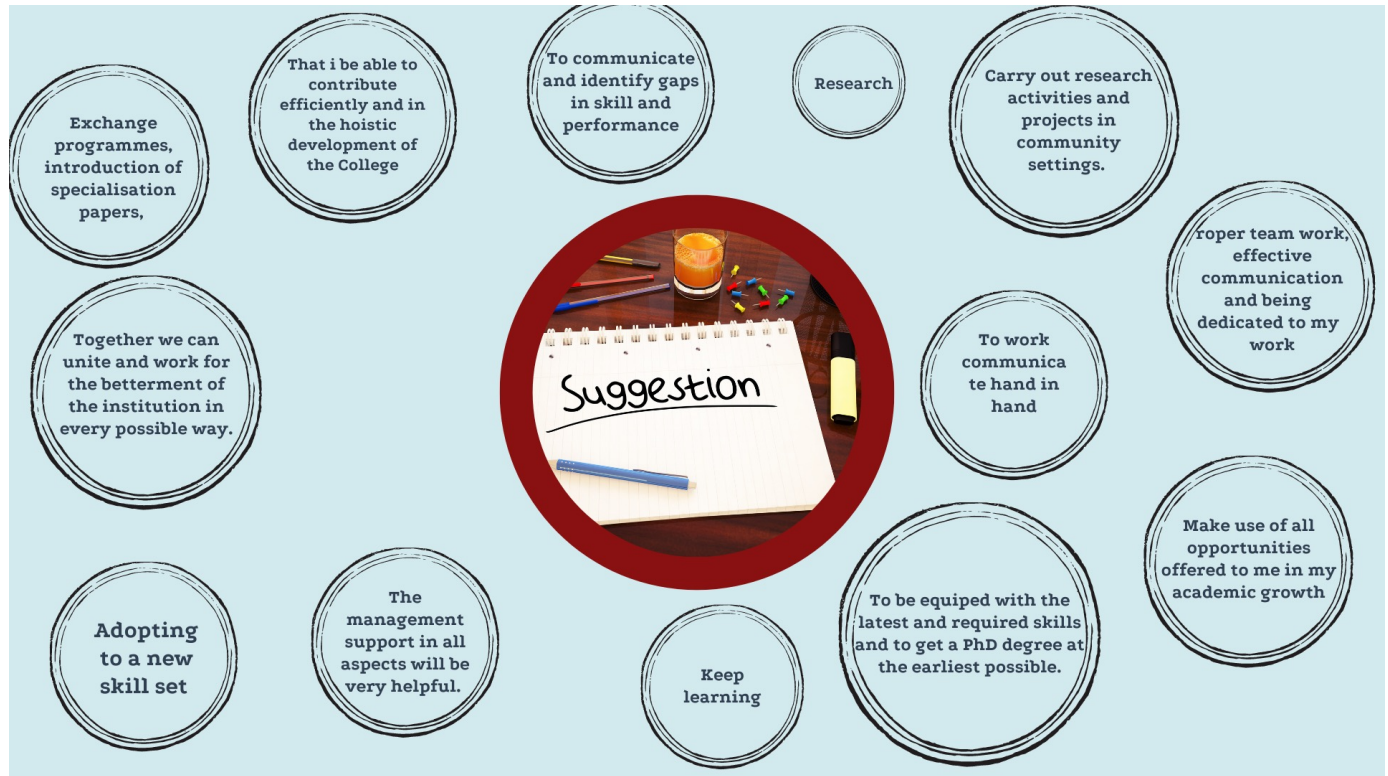 Exchange
programmes,
introduction of
specialisation
papers,
That i be able to
contribute
efficiently and in
the hoistic
development of
the College
To communicate
and identify gaps
in skill and
performance
Research
Carry out research
activities and
projects in
community
settings.
roper team work,
effective
communication
and being
dedicated to my
work
Together we can
unite and work for
the betterment of
the institution in
every possible way.
Suggestion
To work
communica
te hand in
hand
Make use of all
opportunities
offered to me in my
academic growth
Adopting
to a new
skill set
The
management
support in all
aspects will be
very helpful.
Keep
learning
To be equiped with the
latest and required skills
and to get a PhD degree at
the earliest possible.